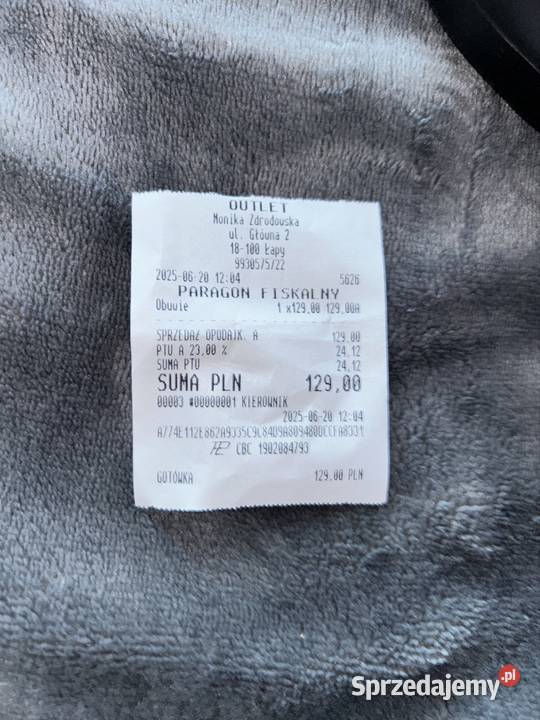 OUTLET
Monika Zdrodowska
ul. Główna 2
18-100 Łapy
2025-06-20 12:04 5626
PARAGON FISKALNY
Obuwie 1 x129,00 129,00A
SPRZEDAŻ OPODATK. A 129,00
PTU A 23,00 % 24,12
SUMA PTU 24,12
SUMA PLN 129,00
00003 #00000001 KIEROWNIK
2025-06-20 12:04
CBC 1902084793
GOTÓWKA 129,00 PLN
Sprzedajemy.pl